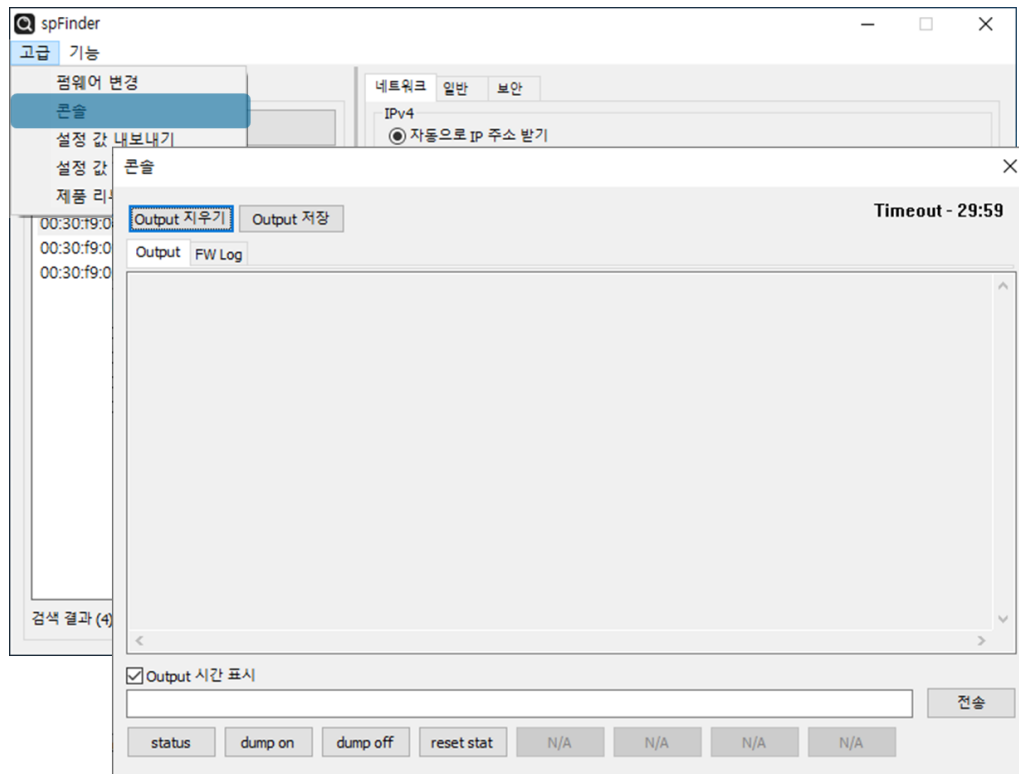 spFinder
고급 기능
펌웨어 변경
콘솔
설정 값 내보내기
설정 값
제품
네트워크 일반 보안
IPv4
자동으로 IP 주소 받기
00:30:f9:0
00:30:f9:0
00:30:f9:0
검색 결과 (4)
콘솔
Output 지우기 Output 저장
Timeout - 29:59
Output FW Log
Output 시간 표시
전송
status dump on dump off reset stat N/A N/A N/A N/A